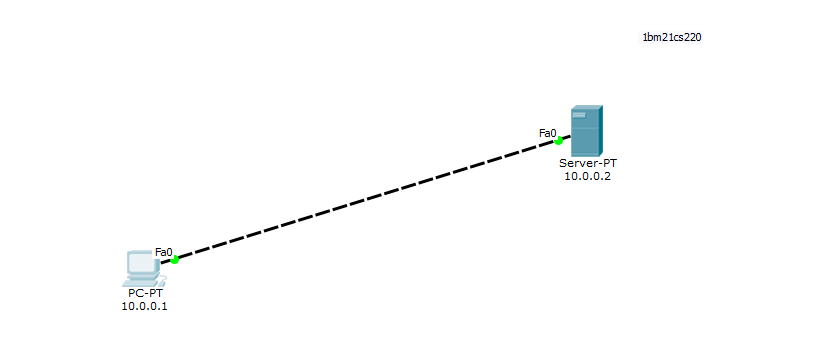 1bm21cs220
Fa0
Server-PT
10.0.0.2
Fa0
PC-PT
10.0.0.1